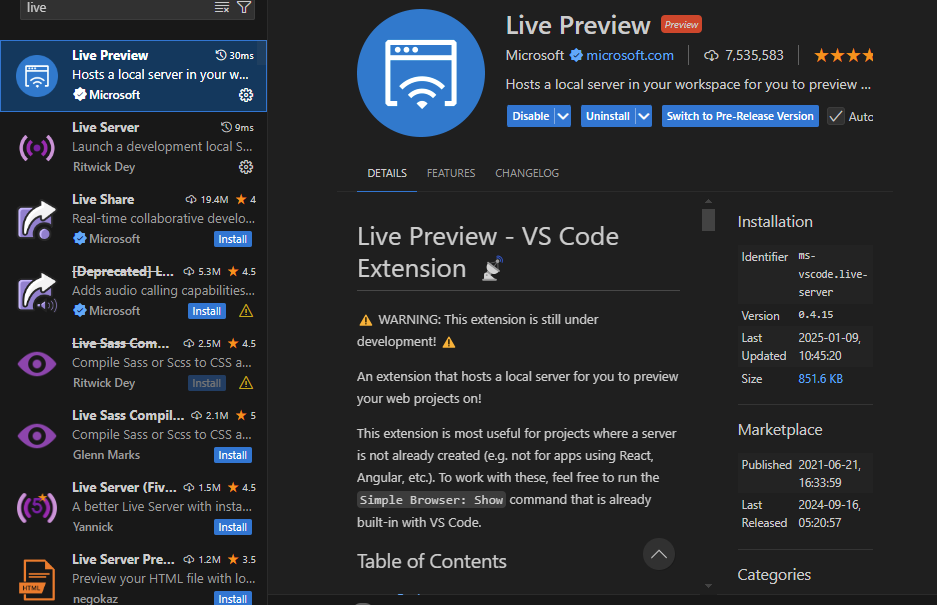 live
Live Preview
30ms
Hosts a local server in your w...
Microsoft
Live Server
9ms
Launch a development local S...
Ritwick Dey
Live Share
19.4M
4
Real-time collaborative develo...
Microsoft
Install
[Deprecated] L...
5.3M
4.5
Adds audio calling capabilities...
Microsoft
Install
Live Sass Com...
2.5M
4.5
Compile Sass or Scss to CSS a...
Ritwick Dey
Install
Live Sass Compil...
2.1M
5
Compile Sass or Scss to CSS a...
Glenn Marks
Install
Live Server (Fiv...
1.5M
4.5
A better Live Server with insta...
Yannick
Install
Live Server Pre...
1.2M
3.5
Preview your HTML file with lo...
negokaz
Install
HTML
5
Live Preview
Preview
Microsoft
microsoft.com
7,535,583
Hosts a local server in your workspace for you to preview ...
Disable
Uninstall
Switch to Pre-Release Version
Auto
DETAILS
FEATURES
CHANGELOG
Live Preview - VS Code
Extension
WARNING: This extension is still under
development!
An extension that hosts a local server for you to preview
your web projects on!
This extension is most useful for projects where a server
is not already created (e.g. not for apps using React,
Angular, etc.). To work with these, feel free to run the
Simple Browser: Show command that is already
built-in with VS Code.
Table of Contents
Installation
Identifier
ms-
vscode.live-
server
Version
0.4.15
Last
Updated
2025-01-09,
10:45:20
Size
851.6 KB
Marketplace
Published
2021-06-21,
16:33:59
Last
Released
2024-09-16,
05:20:57
Categories